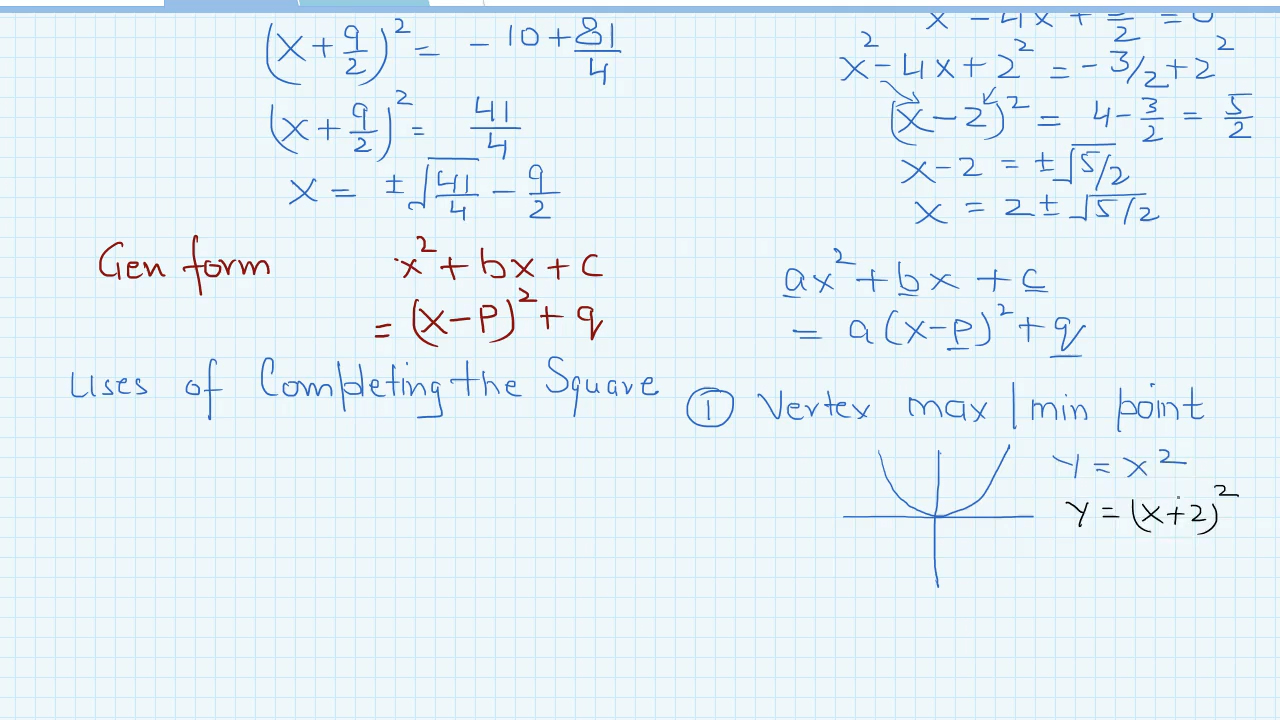 (x + 9/2)² = - 10 + 81/4
(x + 9/2)² = 41/4
x = ± √41/4 - 9/2
x² - 4x + 2² = - 3/2 + 2²
(x - 2)² = 4 - 3/2 = 5/2
x - 2 = ± √5/2
x = 2 ± √5/2
Gen form x² + bx + c
= (x - p)² + q
ax² + bx + c
= a(x - p)² + q
Uses of Completing the Square
① Vertex max | min point
y = x²
y = (x + 2)²